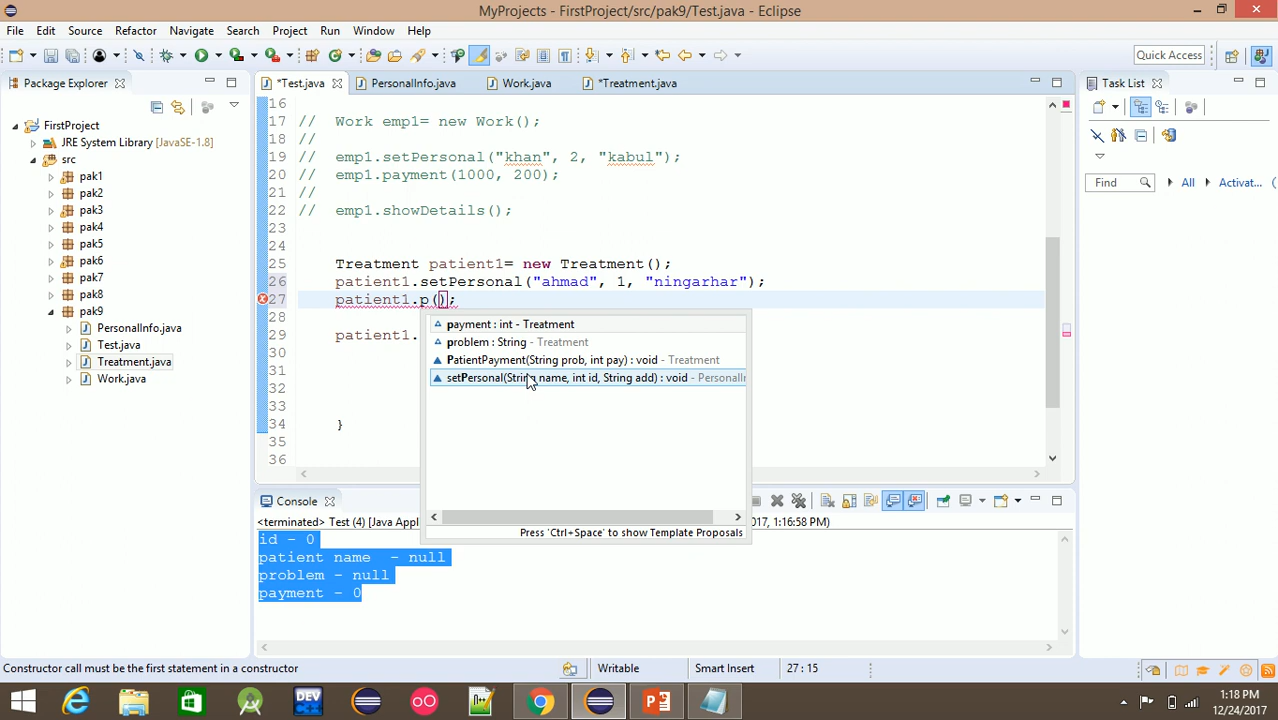 MyProjects - FirstProject/src/pak9/Test.java - Eclipse
File Edit Source Refactor Navigate Search Project Run Window Help
Quick Access
Package Explorer
*Test.java
PersonalInfo.java
Work.java
*Treatment.java
Task List
FirstProject
JRE System Library [JavaSE-1.8]
src
pak1
pak2
pak3
pak4
pak5
pak6
pak7
pak8
pak9
PersonalInfo.java
Test.java
Treatment.java
Work.java
16
17 // Work emp1= new Work();
18 //
19 // emp1.setPersonal("khan", 2, "kabul");
20 // emp1.payment(1000, 200);
21 //
22 // emp1.showDetails();
23
24
25 Treatment patient1= new Treatment();
26 patient1.setPersonal("ahmad", 1, "ningarhar");
27 patient1.p();
28
29 patient1.
30
31
32
33
34 }
35
36
payment : int - Treatment
problem : String - Treatment
PatientPayment(String prob, int pay) : void - Treatment
setPersonal(String name, int id, String add) : void - PersonalIn
Press 'Ctrl+Space' to show Template Proposals
Find All Activat...
Console
<terminated> Test (4) [Java Appl
017, 1:16:58 PM)
id - 0
patient name - null
problem - null
payment - 0
Constructor call must be the first statement in a constructor
Writable
Smart Insert
27 : 15
DEV
1:18 PM
12/24/2017